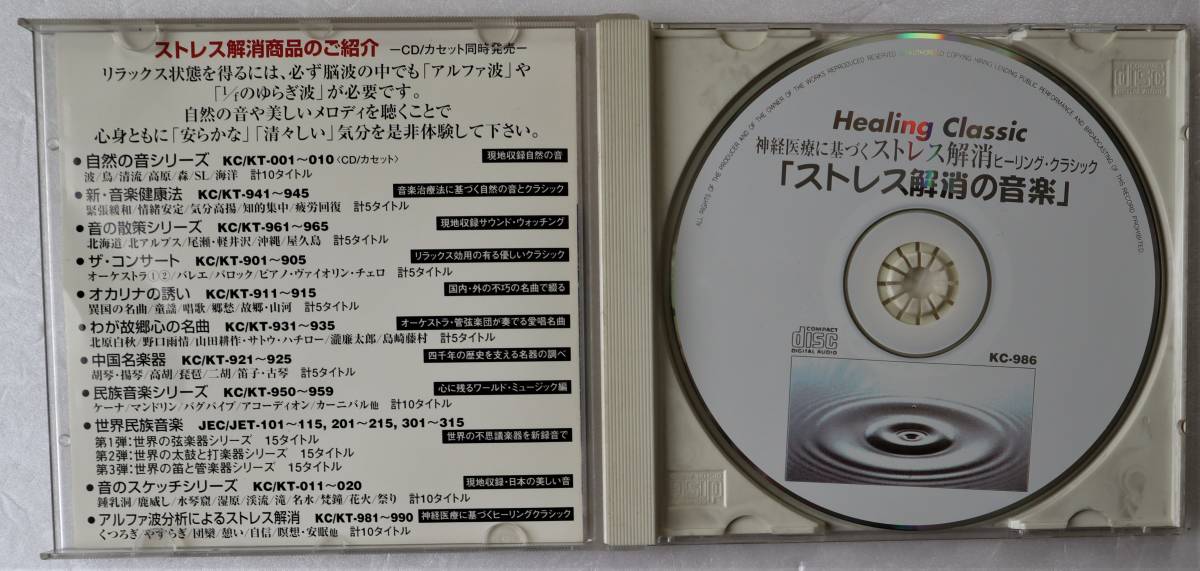 ストレス解消商品のご紹介 ーCD/カセット同時発売ー
リラックス状態を得るには、必ず脳波の中でも「アルファ波」や
「1/fのゆらぎ波」が必要です。
自然の音や美しいメロディを聴くことで
心身ともに「安らかな」「清々しい」気分を是非体験して下さい。
●自然の音シリーズ KC/KT-001〜010〈CD/カセット〉 現地収録自然の音
波/鳥/清流/高原/森/SL/海洋 計10タイトル
●新・音楽健康法 KC/KT-941〜945 音楽治療法に基づく自然の音とクラシック
緊張緩和/情緒安定/気分高揚/知的集中/疲労回復 計5タイトル
●音の散策シリーズ KC/KT-961〜965 現地収録サウンド・ウォッチング
北海道/北アルプス/尾瀬・軽井沢/沖縄/屋久島 計5タイトル
●ザ・コンサート KC/KT-901〜905 リラックス効用の有る優しいクラシック
オーケストラ①②/バレエ/バロック/ピアノ・ヴァイオリン・チェロ 計5タイトル
●オカリナの誘い KC/KT-911〜915 国内・外の不巧の名曲で綴る
異国の名曲/童謡/唱歌/郷愁/故郷・山河 計5タイトル
●わが故郷心の名曲 KC/KT-931〜935 オーケストラ・管弦楽団が奏でる愛唱名曲
北原白秋/野口雨情/山田耕作・サトウ・ハチロー/瀧廉太郎/島崎藤村 計5タイトル
●中国名楽器 KC/KT-921〜925 四千年の歴史を支える名器の調べ
胡琴・揚琴/高胡/琵琶/二胡/笛子・古琴 計5タイトル
●民族音楽シリーズ KC/KT-950〜959 心に残るワールド・ミュージック編
ケーナ/マンドリン/バグパイプ/アコーディオン/カーニバル他 計10タイトル
●世界民族音楽 JEC/JET-101〜115, 201〜215, 301〜315
第1弾:世界の弦楽器シリーズ 15タイトル 世界の不思議楽器を新録音で
第2弾:世界の太鼓と打楽器シリーズ 15タイトル
第3弾:世界の笛と管楽器シリーズ 15タイトル
●音のスケッチシリーズ KC/KT-011〜020 現地収録・日本の美しい音
鍾乳洞/鹿威し/水琴窟/湿原/渓流/滝/名水/梵鐘/花火/祭り 計10タイトル
●アルファ波分析によるストレス解消 KC/KT-981〜990 神経医療に基づくヒーリングクラシック
くつろぎ/やすらぎ/団欒/憩い/自信/瞑想・安眠他 計10タイトル
ALL RIGHTS OF THE PRODUCER AND OF THE OWNER OF THE WORKS REPRODUCED RESERVED UNAUTHORISED COPYING HIRING LENDING PUBLIC PERFORMANCE AND BROADCASTING OF THIS RECORD PROHIBITED
Healing Classic
神経医療に基づくストレス解消ヒーリング・クラシック
「ストレス解消の音楽」
COMPACT
disc
DIGITAL AUDIO
KC-986
COMPACT
disc
DIGITAL AUDIO